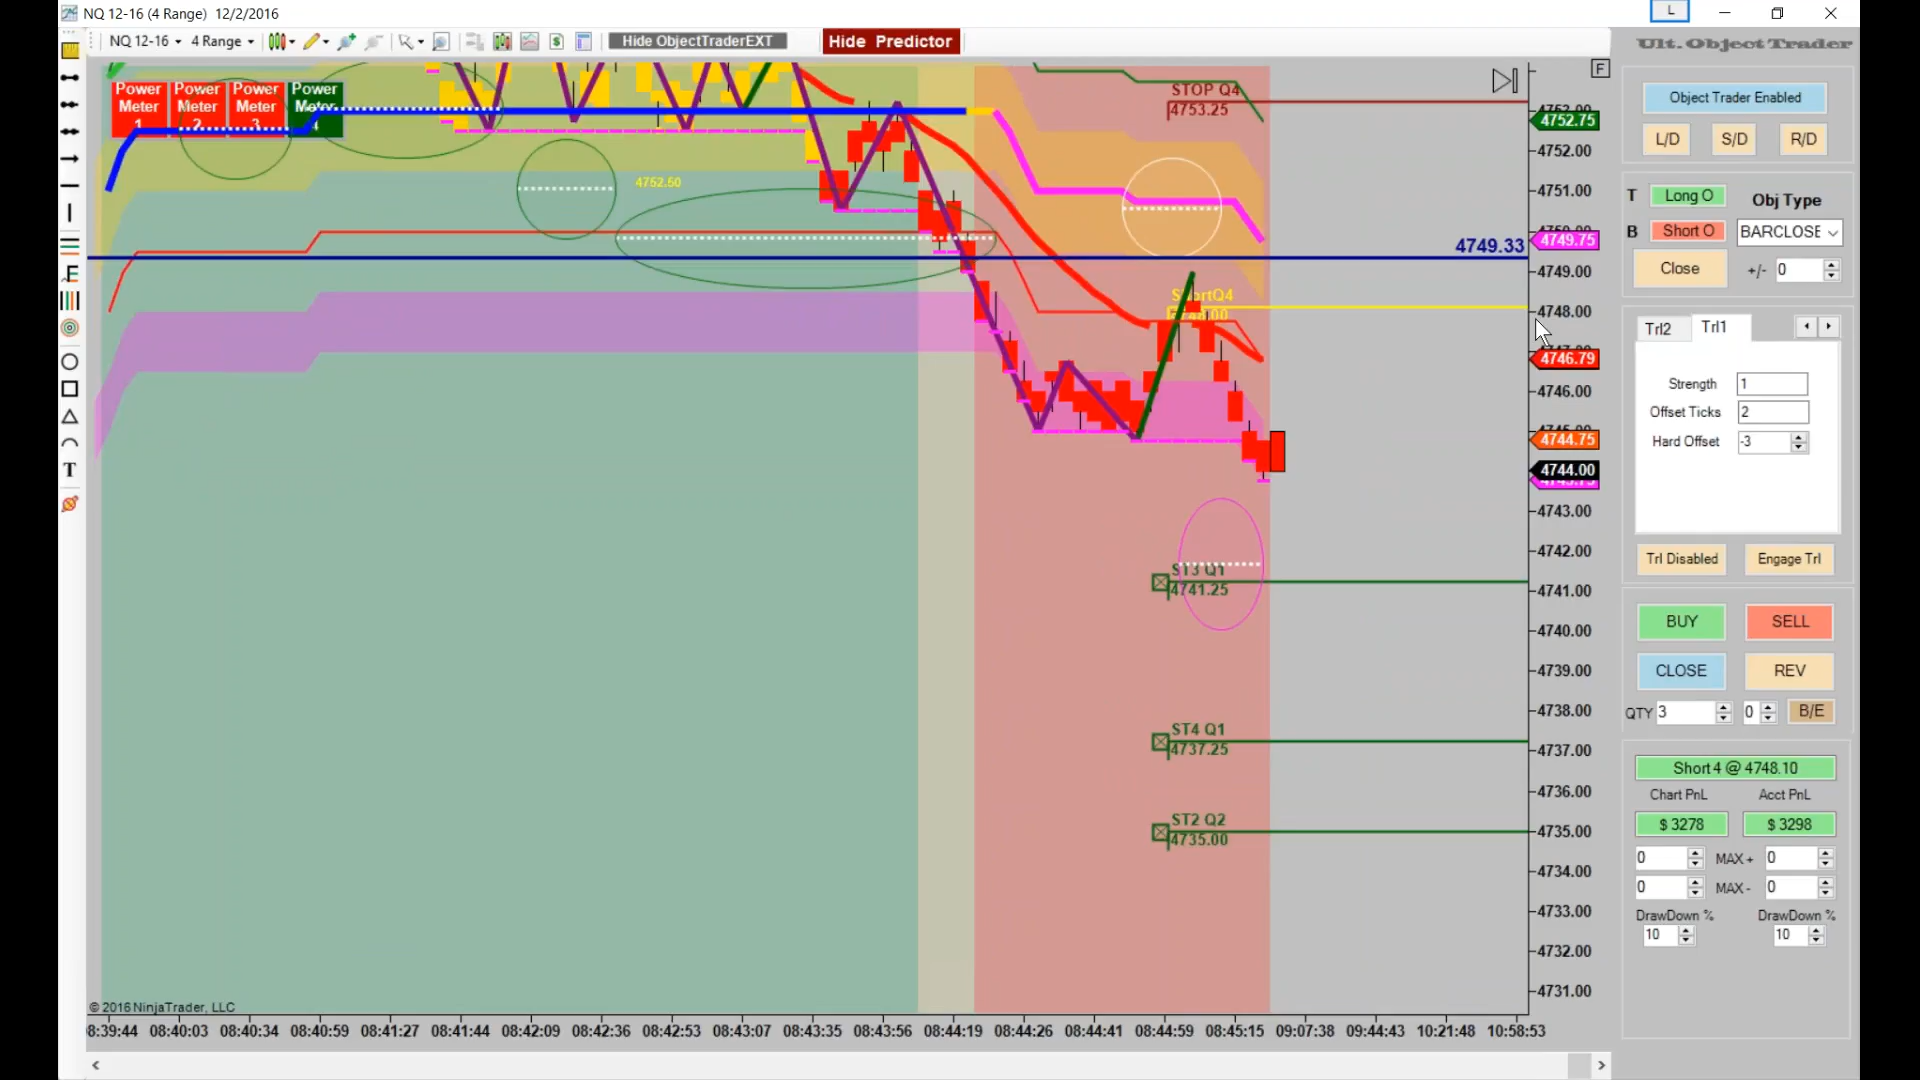 NQ 12-16 (4 Range) 12/2/2016
L
NQ 12-16
4 Range
$
Hide ObjectTraderEXT
Hide Predictor
Ult. Object Trader
F
Power Meter 1
Power Meter 2
Power Meter 3
Power Meter 4
T
4752.50
STOP Q4
4753.25
4749.33
ShortQ4
4748.00
ST3 Q1
4741.25
ST4 Q1
4737.25
ST2 Q2
4735.00
4752.75
4752.00
4751.00
4749.75
4749.00
4748.00
4746.79
4746.00
4744.75
4744.00
4743.00
4742.00
4741.00
4740.00
4739.00
4738.00
4737.00
4736.00
4735.00
4734.00
4733.00
4732.00
4731.00
© 2016 NinjaTrader, LLC
8:39:44 08:40:03 08:40:34 08:40:59 08:41:27 08:41:44 08:42:09 08:42:36 08:42:53 08:43:07 08:43:35 08:43:56 08:44:19 08:44:26 08:44:41 08:44:59 08:45:15 09:07:38 09:44:43 10:21:48 10:58:53
Object Trader Enabled
L/D S/D R/D
T Long O Obj Type
B Short O BARCLOSE
Close +/- 0
Trl2 Trl1
Strength 1
Offset Ticks 2
Hard Offset -3
Trl Disabled Engage Trl
BUY SELL
CLOSE REV
QTY 3 0 B/E
Short 4 @ 4748.10
Chart PnL Acct PnL
$ 3278 $ 3298
0 MAX + 0
0 MAX - 0
DrawDown % DrawDown %
10 10